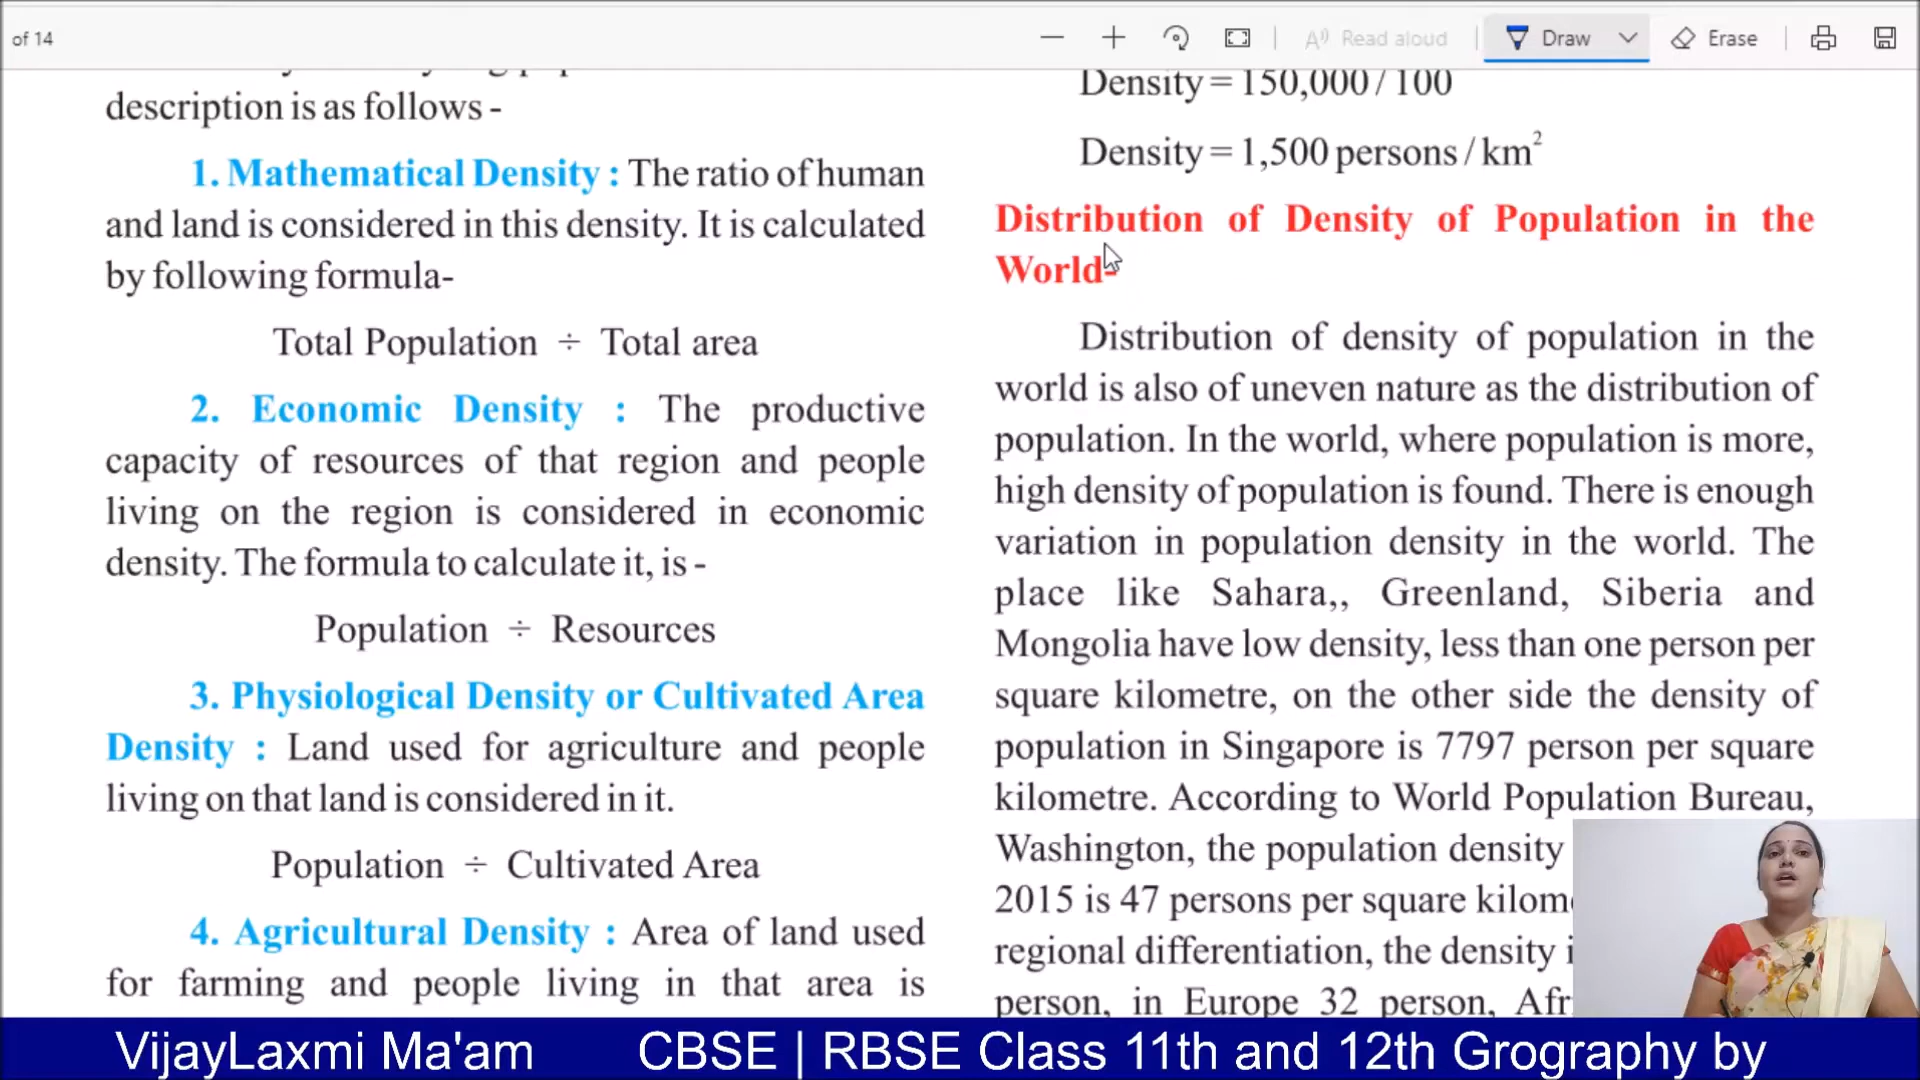 of 14
Read aloud
Draw
Erase
description is as follows -
1. Mathematical Density : The ratio of human
and land is considered in this density. It is calculated
by following formula-
Total Population ÷ Total area
2. Economic Density : The productive
capacity of resources of that region and people
living on the region is considered in economic
density. The formula to calculate it, is -
Population ÷ Resources
3. Physiological Density or Cultivated Area
Density : Land used for agriculture and people
living on that land is considered in it.
Population ÷ Cultivated Area
4. Agricultural Density : Area of land used
for farming and people living in that area is
Density = 150,000 / 100
Density = 1,500 persons / km²
Distribution of Density of Population in the
World-
Distribution of density of population in the
world is also of uneven nature as the distribution of
population. In the world, where population is more,
high density of population is found. There is enough
variation in population density in the world. The
place like Sahara,, Greenland, Siberia and
Mongolia have low density, less than one person per
square kilometre, on the other side the density of
population in Singapore is 7797 person per square
kilometre. According to World Population Bureau,
Washington, the population density
2015 is 47 persons per square
regional differentiation, the density
person, in Europe 32 person,
VijayLaxmi Ma'am CBSE | RBSE Class 11th and 12th Grography by